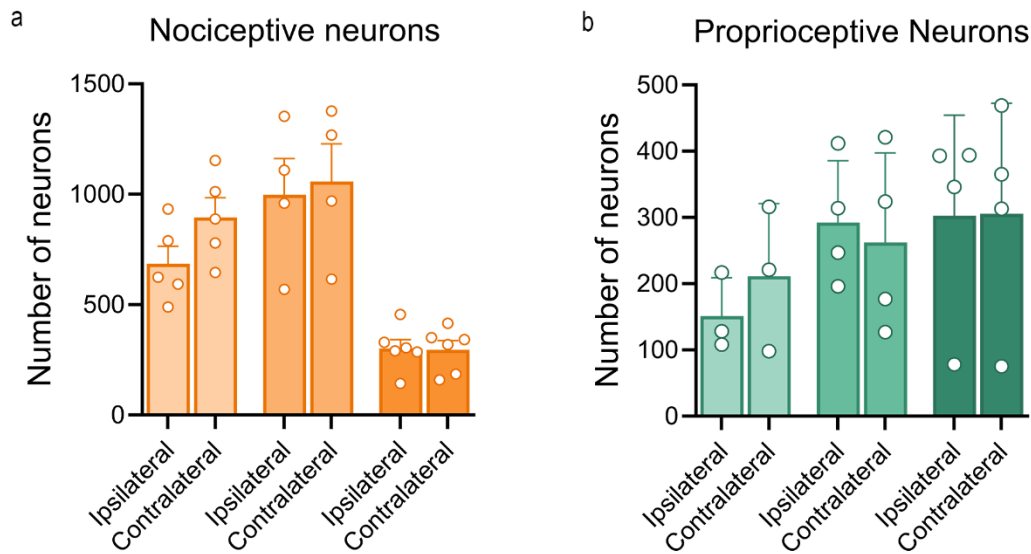 a
Nociceptive neurons
Number of neurons
1500
1000
500
0
Ipsilateral
Contralateral
Ipsilateral
Contralateral
Ipsilateral
Contralateral
b
Proprioceptive Neurons
Number of neurons
500
400
300
200
100
0
Ipsilateral
Contralateral
Ipsilateral
Contralateral
Ipsilateral
Contralateral